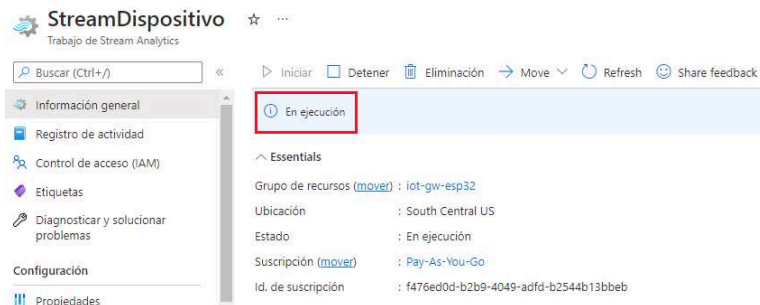 StreamDispositivo
Trabajo de Stream Analytics
Buscar (Ctrl+/)
Información general
Registro de actividad
Control de acceso (IAM)
Etiquetas
Diagnosticar y solucionar
problemas
Configuración
Propiedades
Iniciar Detener Eliminación Move Refresh Share feedback
En ejecución
Essentials
Grupo de recursos (mover) : iot-gw-esp32
Ubicación : South Central US
Estado : En ejecución
Suscripción (mover) : Pay-As-You-Go
Id. de suscripción : f476ed0d-b2b9-4049-adfd-b2544b13bbeb